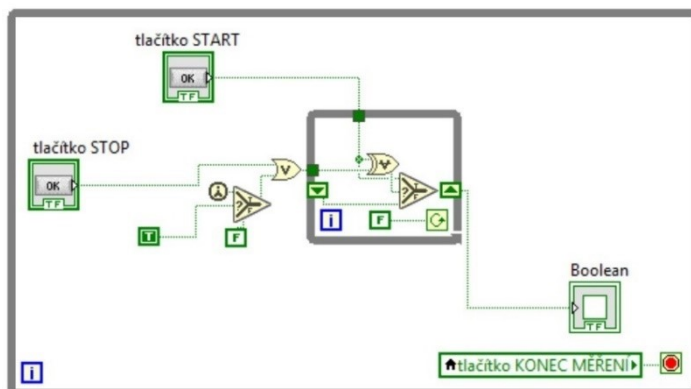 tlačítko START
OK
TF
tlačítko STOP
OK
TF
V
V
?
F
?
F
T
F
i
F
Boolean
TF
tlačítko KONEC MĚŘENÍ
i